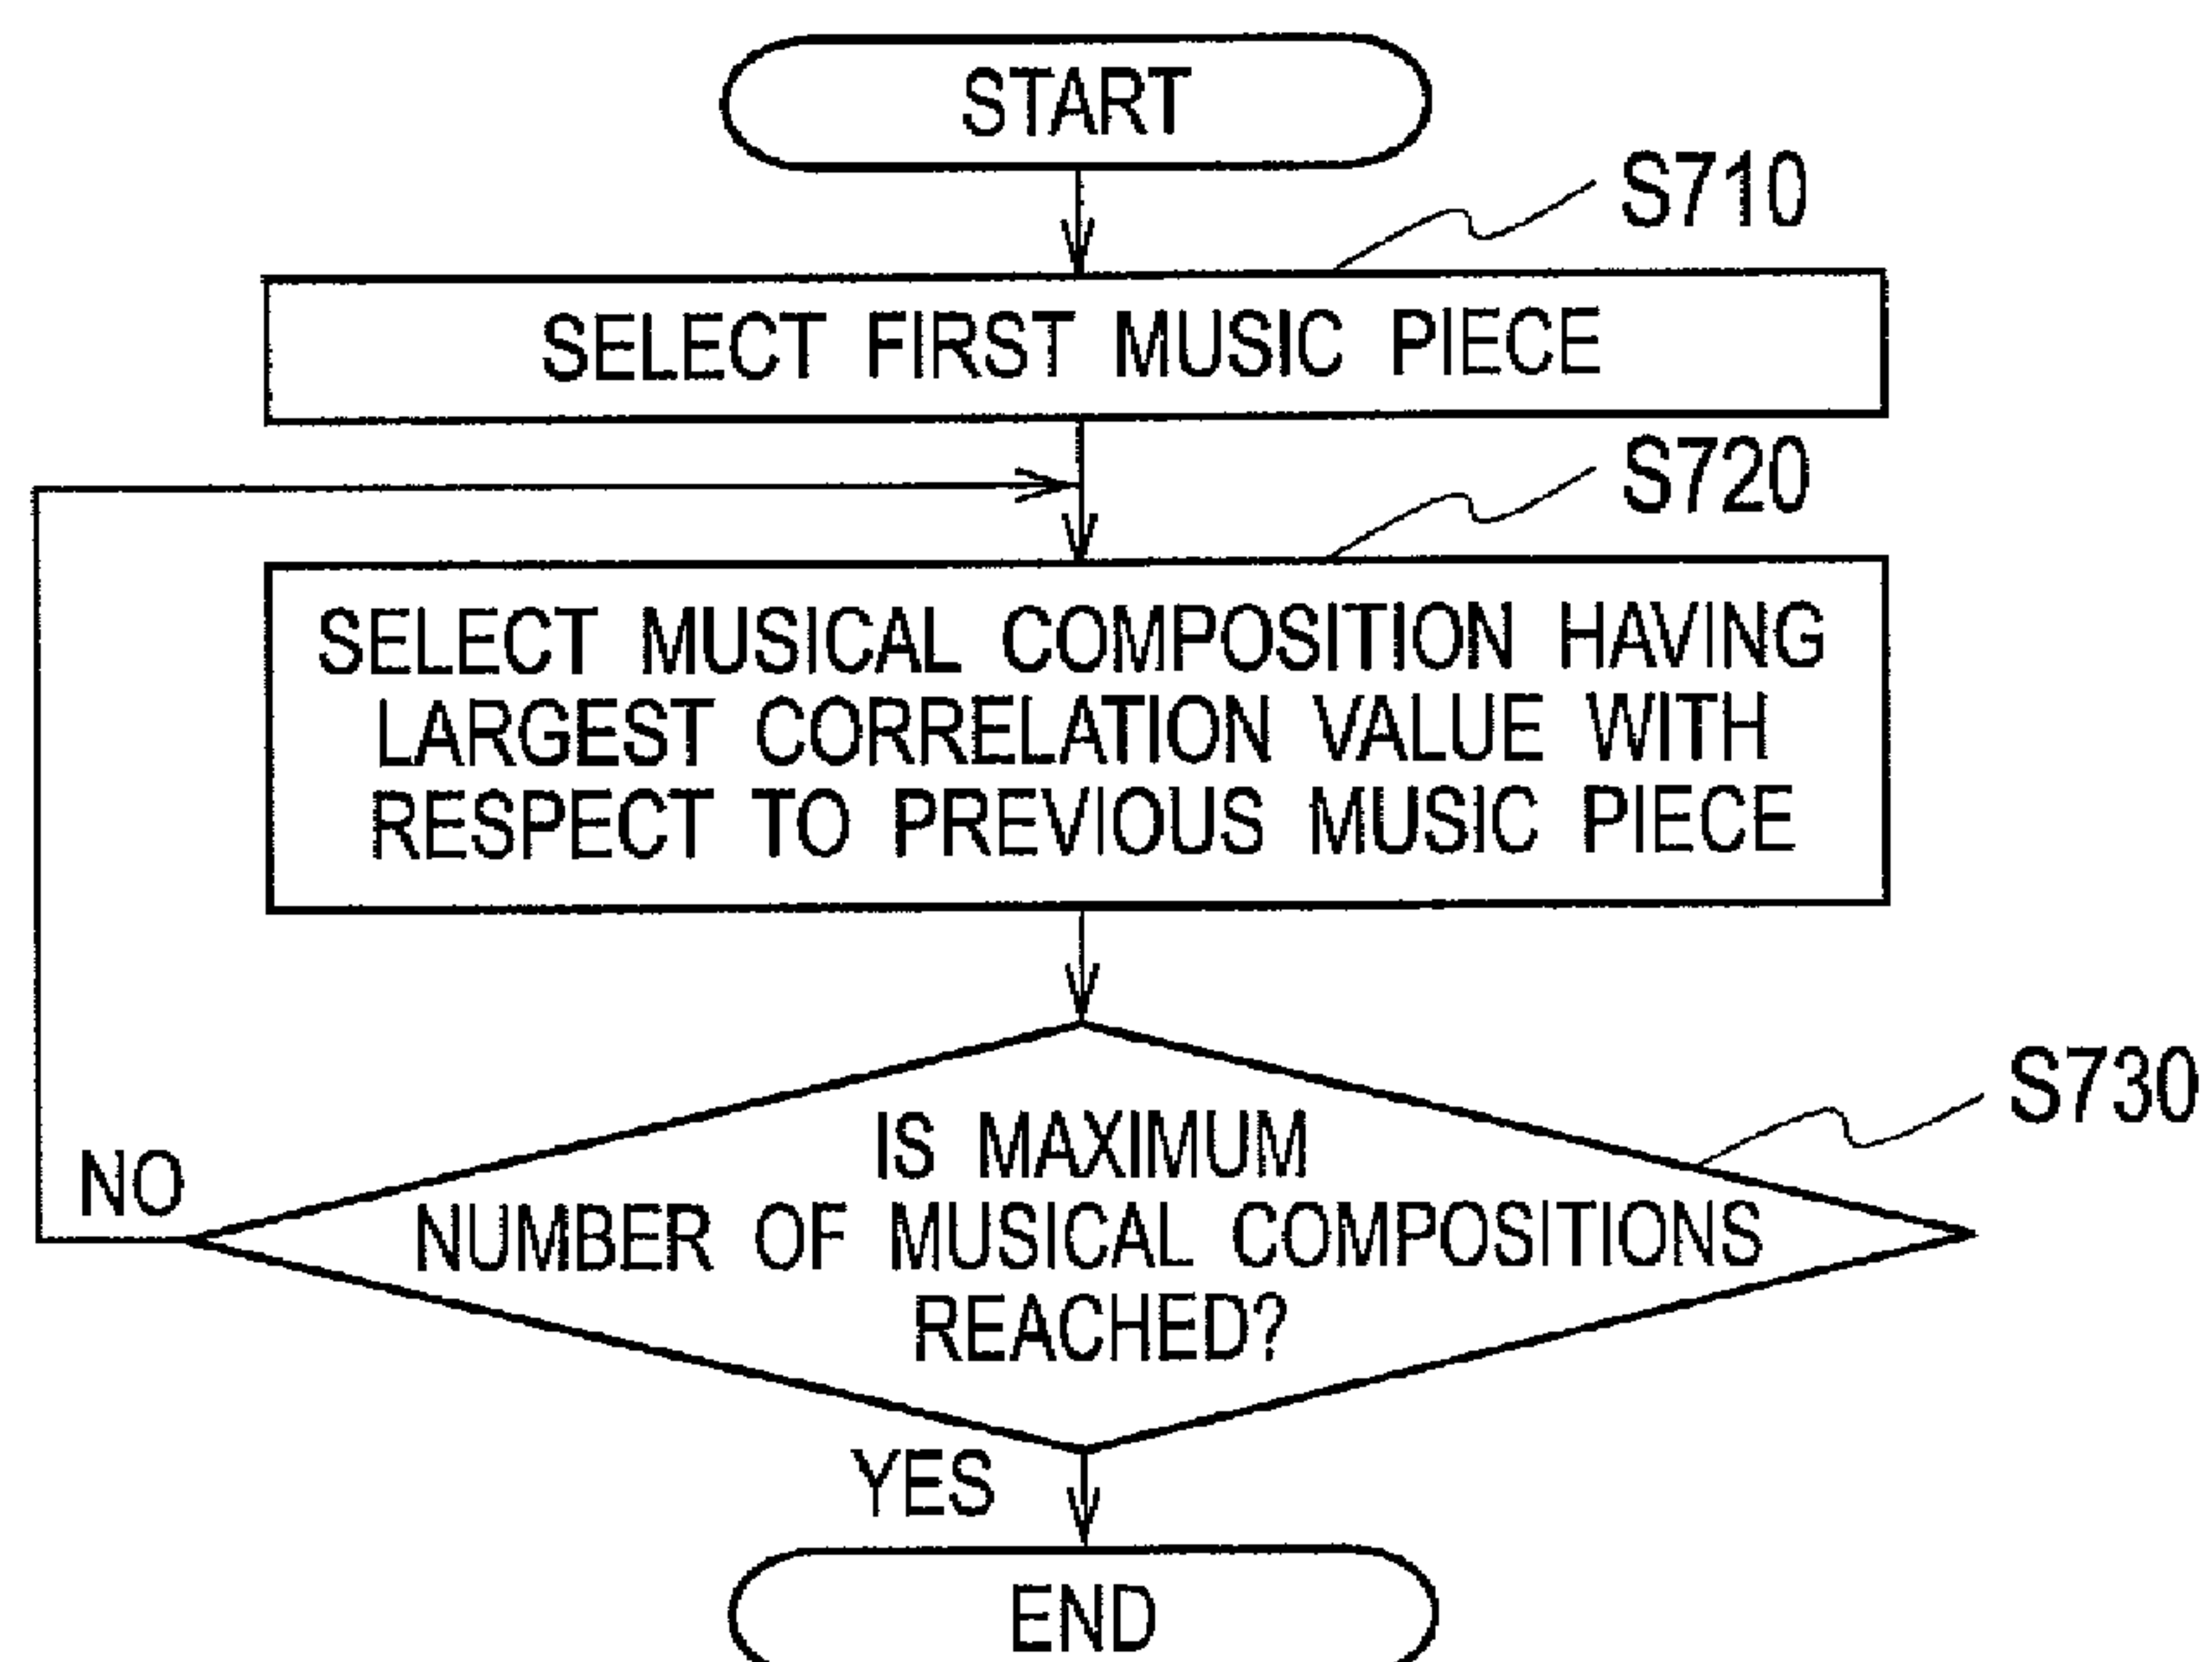 START
S710
SELECT FIRST MUSIC PIECE
S720
SELECT MUSICAL COMPOSITION HAVING
LARGEST CORRELATION VALUE WITH
RESPECT TO PREVIOUS MUSIC PIECE
S730
IS MAXIMUM
NUMBER OF MUSICAL COMPOSITIONS
REACHED?
NO
YES
END